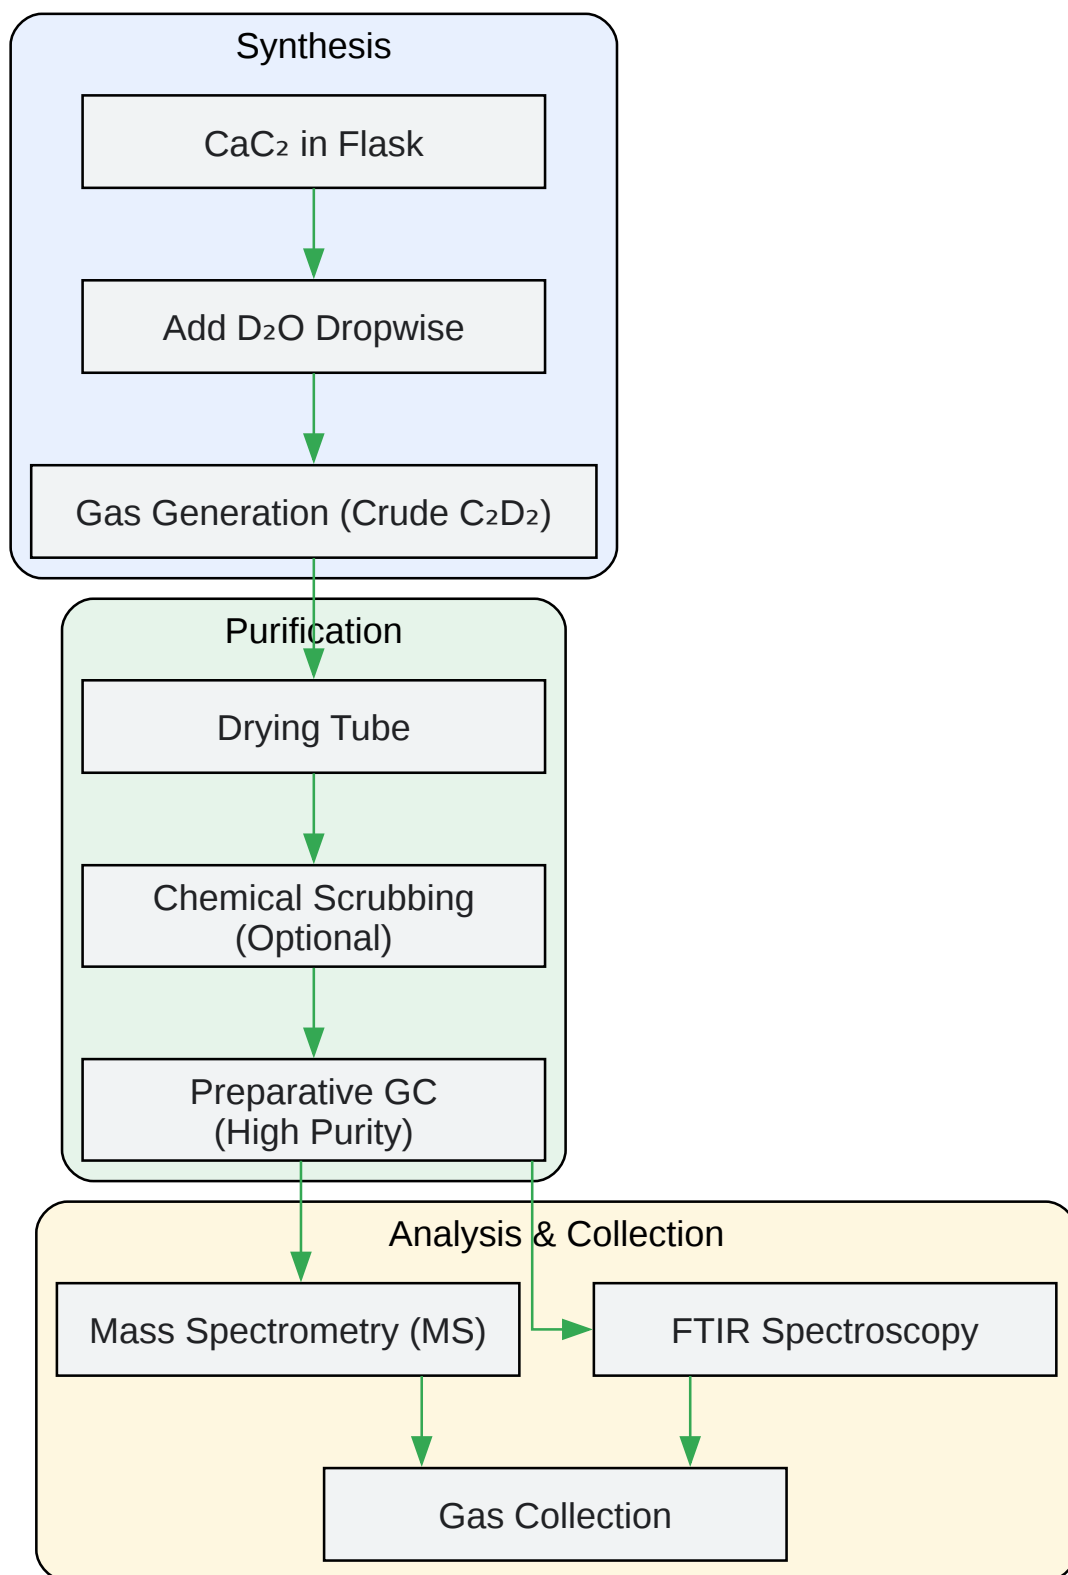 Synthesis
CaC₂ in Flask
Add D₂O Dropwise
Gas Generation (Crude C₂D₂)
Purification
Drying Tube
Chemical Scrubbing
(Optional)
Preparative GC
(High Purity)
Analysis & Collection
Mass Spectrometry (MS)
FTIR Spectroscopy
Gas Collection